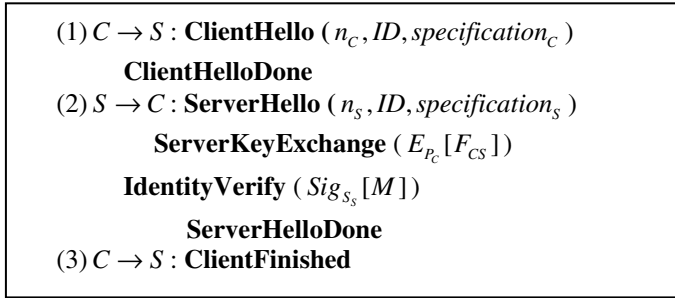 (1) C → S : ClientHello ( n_C , ID, specification_C )
ClientHelloDone
(2) S → C : ServerHello ( n_S , ID, specification_S )
ServerKeyExchange ( E_{P_C} [F_{CS} ] )
IdentityVerify ( Sig_{S_S} [M] )
ServerHelloDone
(3) C → S : ClientFinished